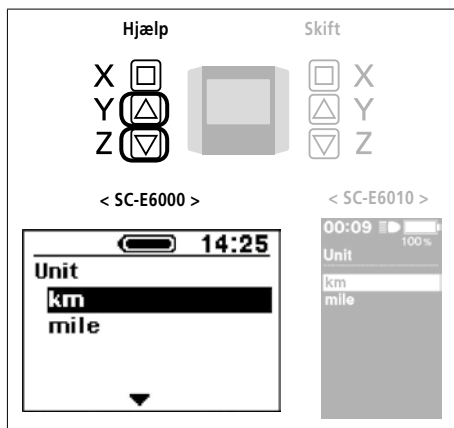 Hjælp Skift
X X
Y Y
Z Z
< SC-E6000 > < SC-E6010 >
14:25
Unit
km
mile
00:09
100%
Unit
km
mile